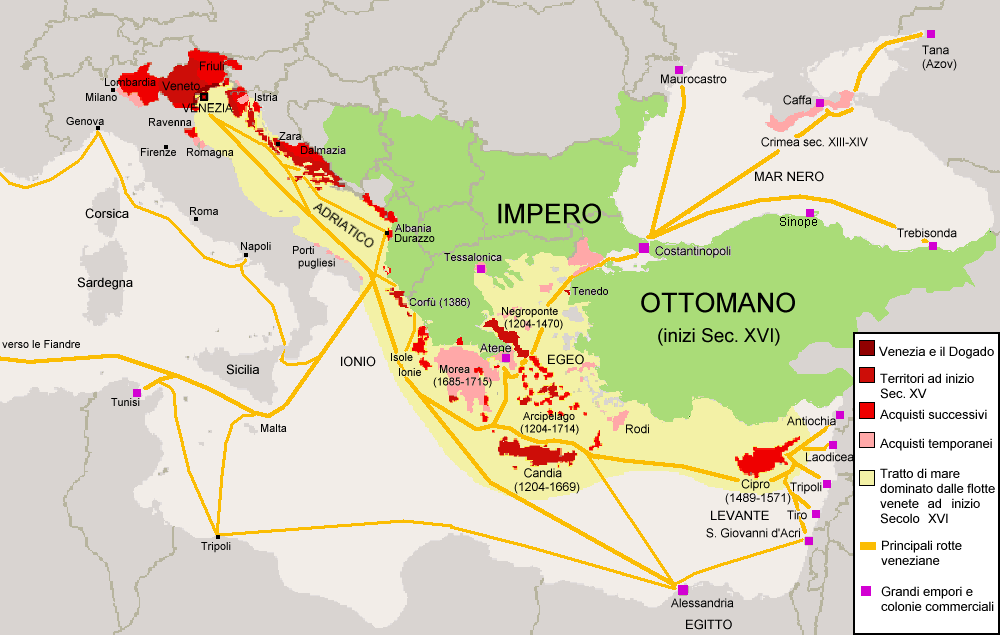 Tana
(Azov)
Maurocastro
Caffa
Crimea sec. XIII-XIV
MAR NERO
Sinope
Trebisonda
Costantinopoli
Friuli
Lombardia
Veneto
Milano
VENEZIA
Istria
Genova
Ravenna
Zara
Firenze
Romagna
Dalmazia
Corsica
Roma
ADRIATICO
Albania
Durazzo
Napoli
Porti
pugliesi
Sardegna
IMPERO
Tessalonica
OTTOMANO
(inizi Sec. XVI)
Tenedo
Corfù (1386)
Negroponte
(1204-1470)
Atene
EGEO
verso le Fiandre
IONIO
Isole
Ionie
Morea
(1685-1715)
Sicilia
Tunisi
Malta
Arcipelago
(1204-1714)
Rodi
Candia
(1204-1669)
Antiochia
Laodicea
Cipro
(1489-1571)
Tripoli
LEVANTE
Tiro
S. Giovanni d'Acri
Tripoli
Alessandria
EGITTO
Venezia e il Dogado
Territori ad inizio
Sec. XV
Acquisti successivi
Acquisti temporanei
Tratto di mare
dominato dalle flotte
venete ad inizio
Secolo XVI
Principali rotte
veneziane
Grandi empori e
colonie commerciali